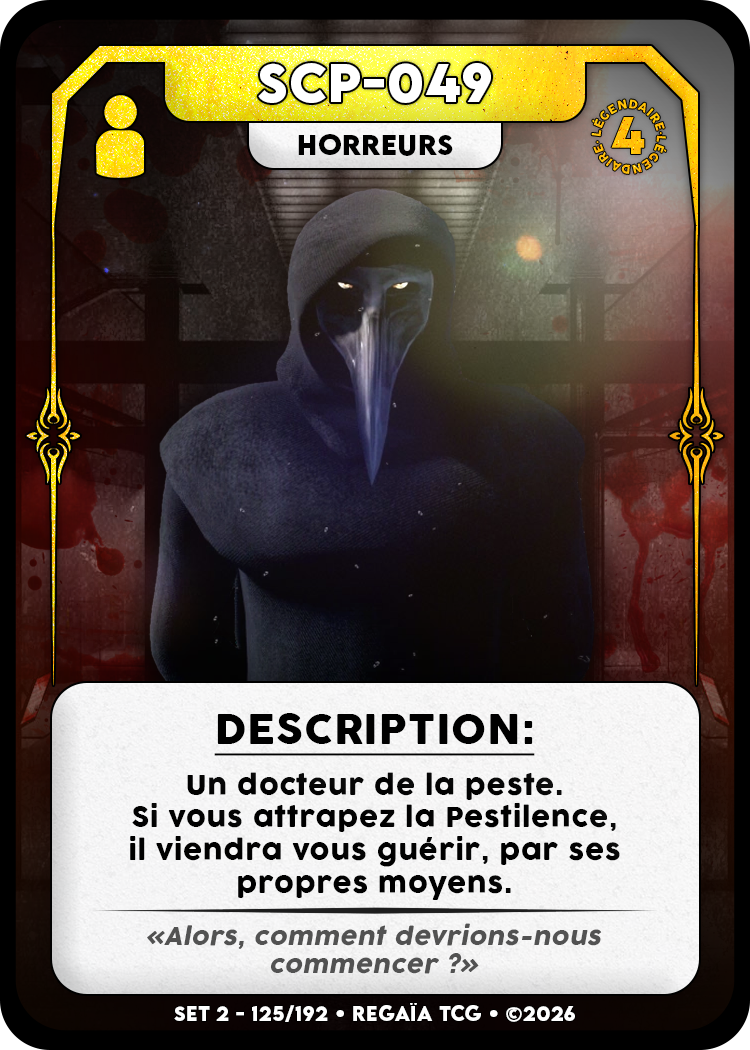 SCP-049
HORREURS
LÉGENDAIRE·LÉGENDAIRE·
4
DESCRIPTION:
Un docteur de la peste.
Si vous attrapez la Pestilence,
il viendra vous guérir, par ses
propres moyens.
«Alors, comment devrions-nous
commencer ?»
SET 2 - 125/192 • REGAÏA TCG • ©2026